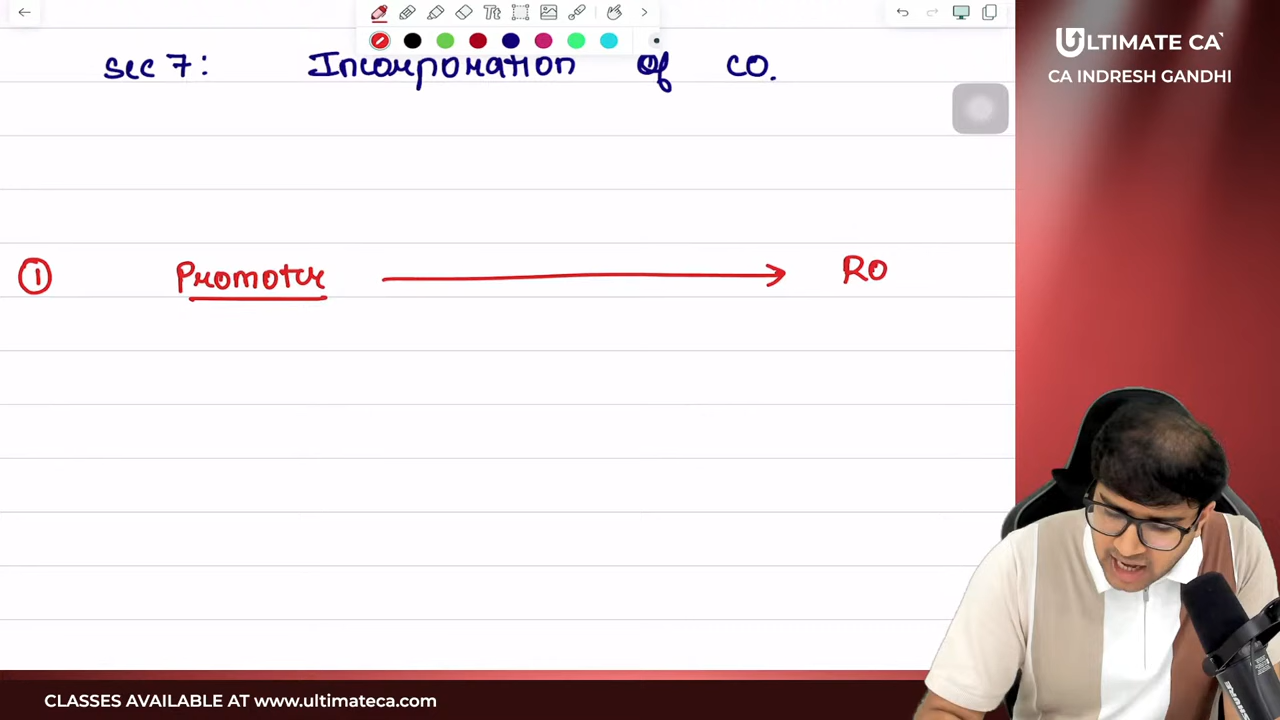 Tt
sec 7: Incorporation of co.
ULTIMATE CA
CA INDRESH GANDHI
① Promoter → RO
CLASSES AVAILABLE AT www.ultimateca.com